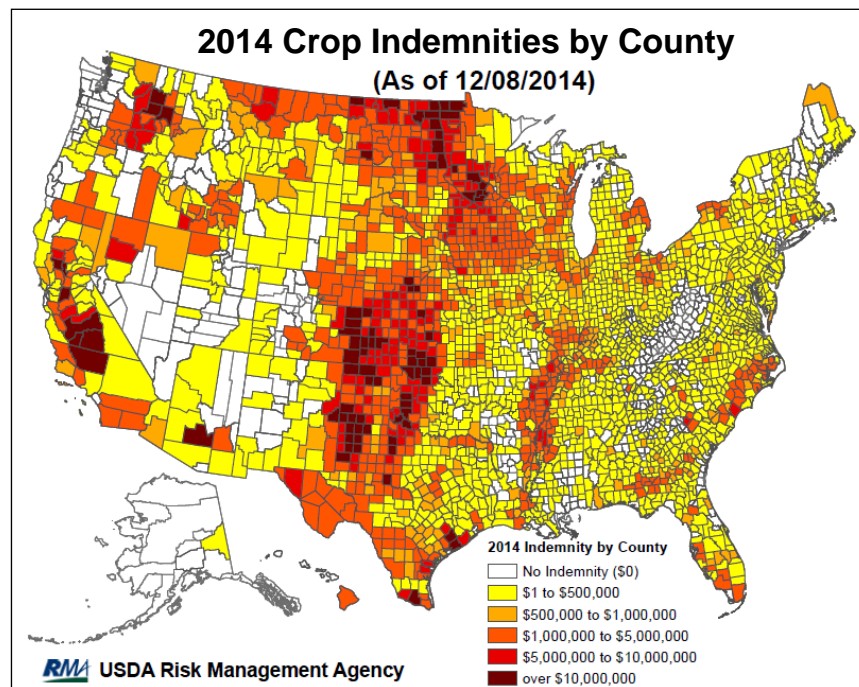 2014 Crop Indemnities by County
(As of 12/08/2014)
2014 Indemnity by County
No Indemnity ($0)
$1 to $500,000
$500,000 to $1,000,000
$1,000,000 to $5,000,000
$5,000,000 to $10,000,000
over $10,000,000
RMA USDA Risk Management Agency